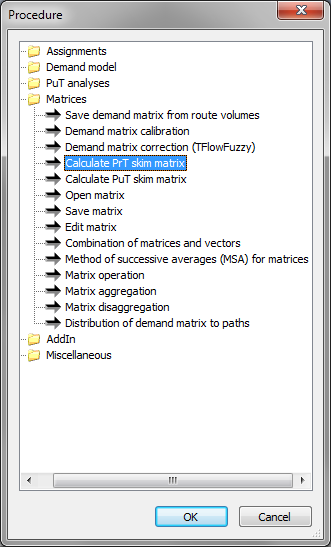 Procedure
Assignments
Demand model
PuT analyses
Matrices
Save demand matrix from route volumes
Demand matrix calibration
Demand matrix correction (TFlowFuzzy)
Calculate PrT skim matrix
Calculate PuT skim matrix
Open matrix
Save matrix
Edit matrix
Combination of matrices and vectors
Method of successive averages (MSA) for matrices
Matrix operation
Matrix aggregation
Matrix disaggregation
Distribution of demand matrix to paths
AddIn
Miscellaneous
OK Cancel